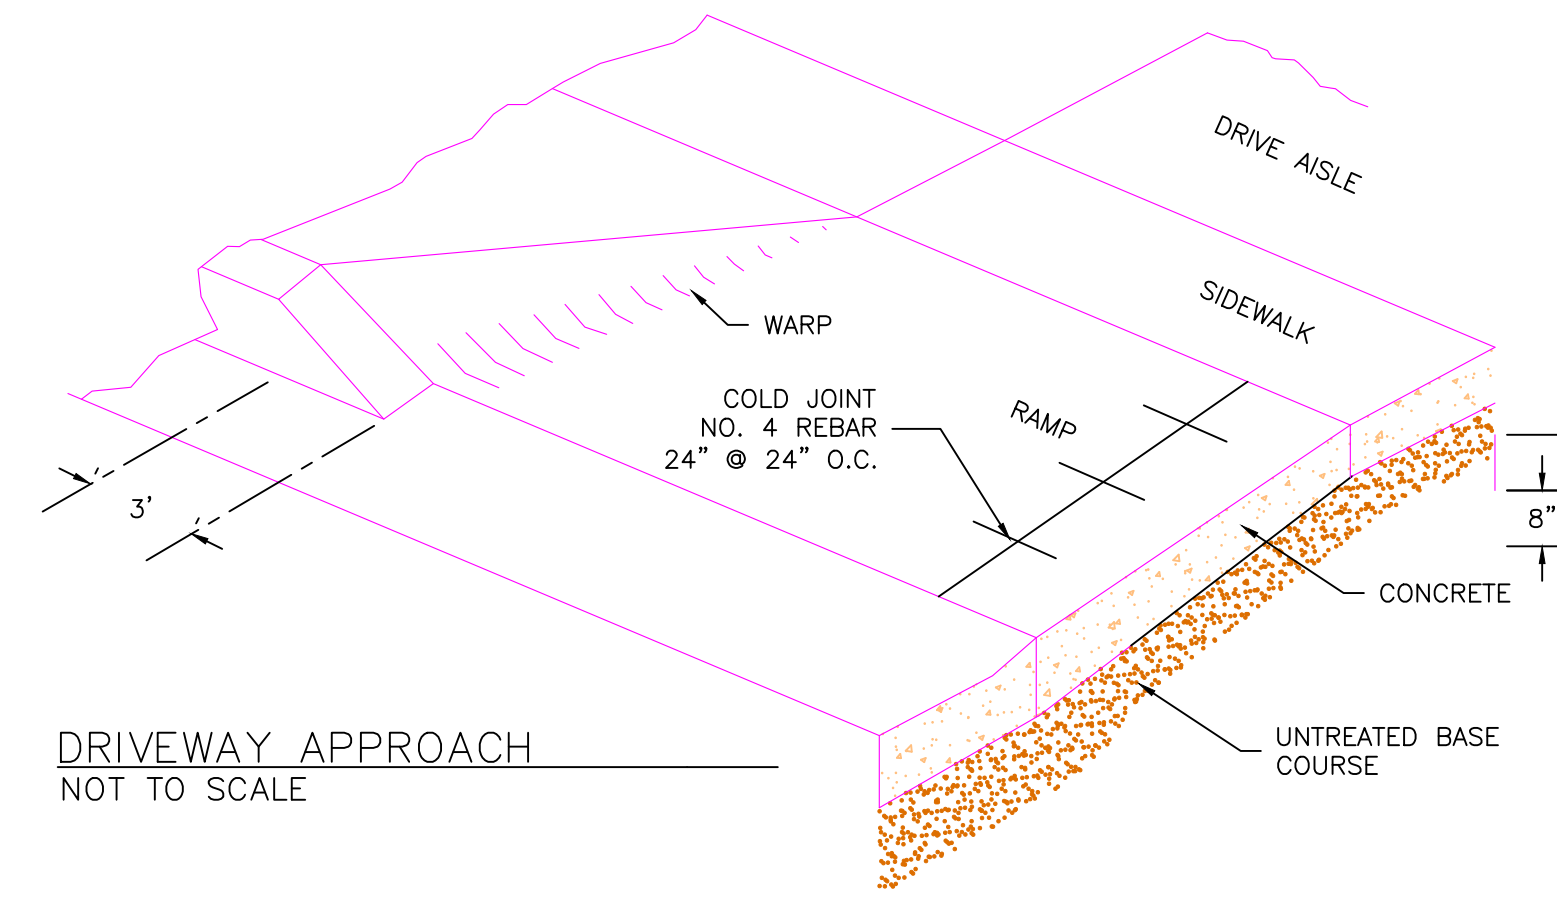 DRIVE AISLE
SIDEWALK
WARP
COLD JOINT
NO. 4 REBAR
24” @ 24” O.C.
RAMP
3’
8”
CONCRETE
UNTREATED BASE
COURSE
DRIVEWAY APPROACH
NOT TO SCALE